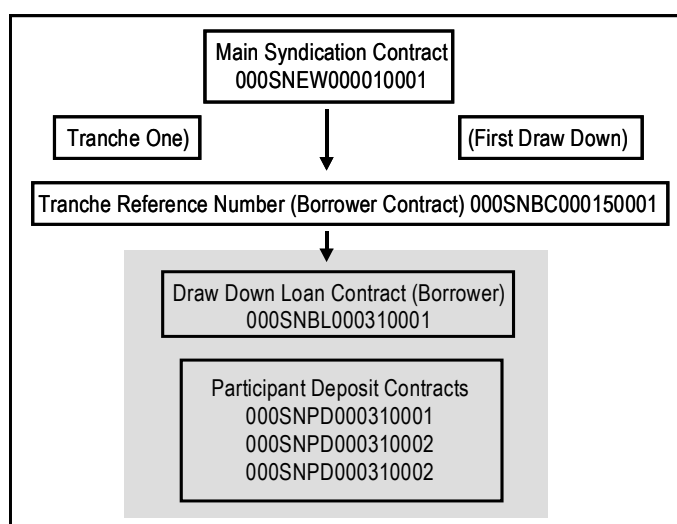 Main Syndication Contract
000SNEW000010001
Tranche One)
(First Draw Down)
Tranche Reference Number (Borrower Contract) 000SNBC000150001
Draw Down Loan Contract (Borrower)
000SNBL000310001
Participant Deposit Contracts
000SNPD000310001
000SNPD000310002
000SNPD000310002